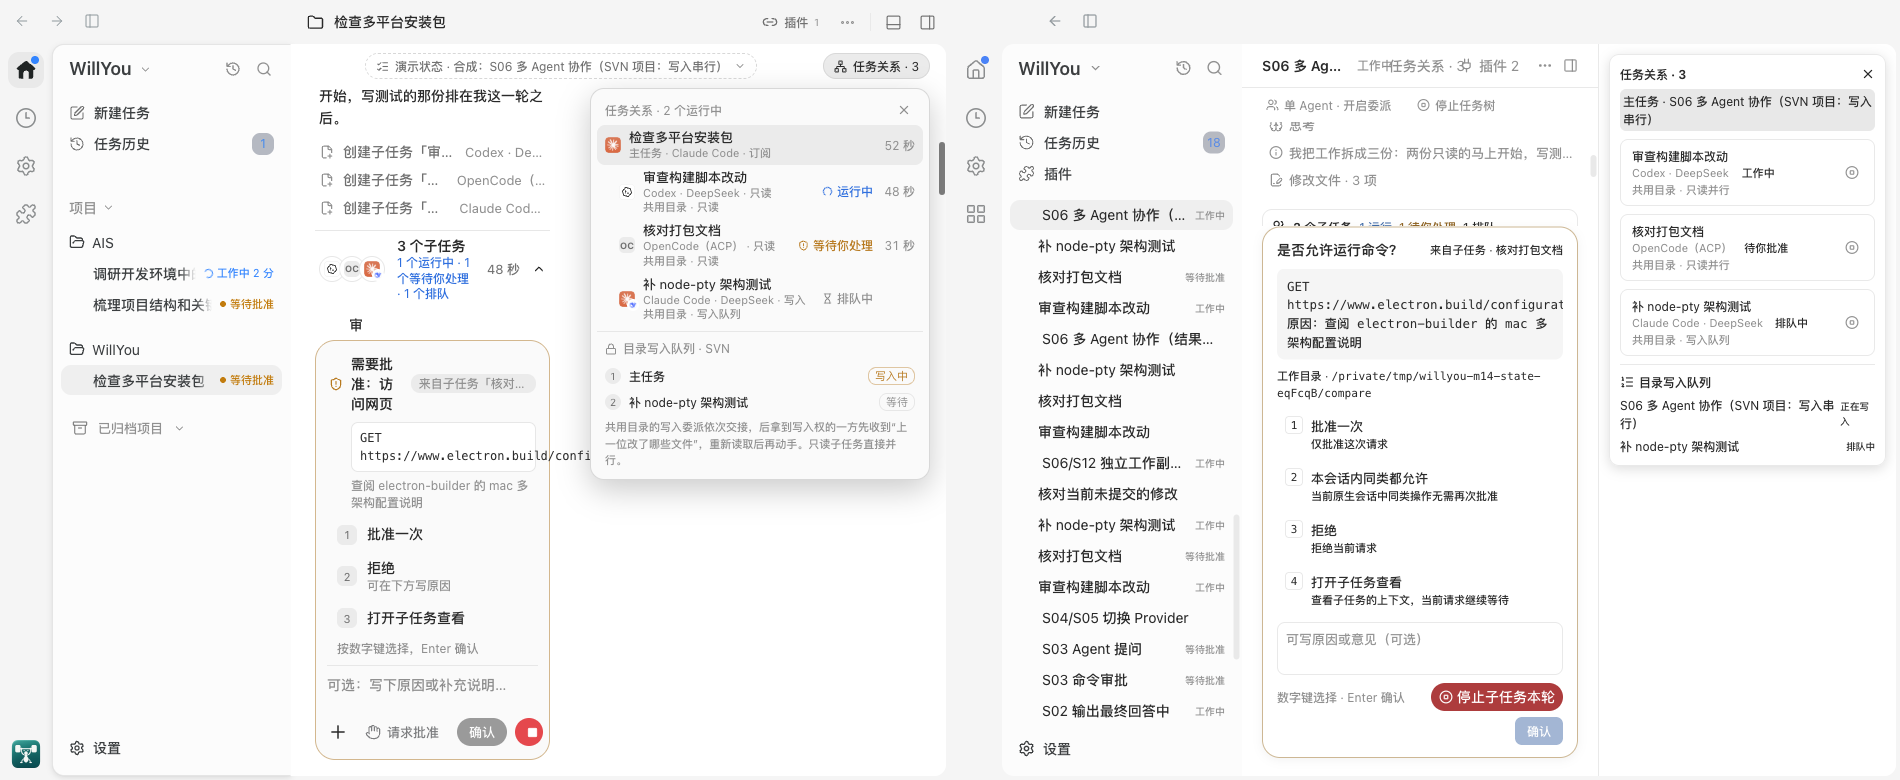 检查多平台安装包
插件 1
WillYou
新建任务
任务历史
1
项目
AIS
调研开发环境中
工作中 2 分
梳理项目结构和关
等待批准
WillYou
检查多平台安装包
等待批准
已归档项目
设置
演示状态 · 合成：S06 多 Agent 协作（SVN 项目：写入串行）
任务关系 · 3
开始，写测试的那份排在我这一轮之
后。
创建子任务「审... Codex · De...
创建子任务「... OpenCode（...
创建子任务「... Claude Cod...
3 个子任务
1 个运行中 · 1
个等待你处理
· 1 个排队
48 秒
OC
审
需要批
准：访
问网页
来自子任务「核对...
GET
https://www.electron.build/confi
查阅 electron-builder 的 mac 多
架构配置说明
1 批准一次
2 拒绝
可在下方写原因
3 打开子任务查看
按数字键选择，Enter 确认
可选：写下原因或补充说明...
请求批准
确认
任务关系 · 2 个运行中
检查多平台安装包
主任务 · Claude Code · 订阅
52 秒
审查构建脚本改动
Codex · DeepSeek · 只读
共用目录 · 只读
运行中 48 秒
OC
核对打包文档
OpenCode（ACP） · 只读
共用目录 · 只读
等待你处理 31 秒
补 node-pty 架构测试
Claude Code · DeepSeek · 写入
共用目录 · 写入队列
排队中
目录写入队列 · SVN
1 主任务 写入中
2 补 node-pty 架构测试 等待
共用目录的写入委派依次交接，后拿到写入权的一方先收到“上
一位改了哪些文件”，重新读取后再动手。只读子任务直接并
行。
WillYou
新建任务
任务历史
18
插件
S06 多 Agent 协作（... 工作中
补 node-pty 架构测试
核对打包文档 等待批准
审查构建脚本改动 工作中
S06 多 Agent 协作（结果...
补 node-pty 架构测试
核对打包文档
审查构建脚本改动
S06/S12 独立工作副... 工作中
核对当前未提交的修改
补 node-pty 架构测试 工作中
核对打包文档 等待批准
审查构建脚本改动 工作中
S04/S05 切换 Provider
S03 Agent 提问 等待批准
S03 命令审批 等待批准
S02 输出最终回答中 工作中
设置
S06 多 Ag...
工作中
任务关系 · 3
插件 2
单 Agent · 开启委派
停止任务树
思考
我把工作拆成三份：两份只读的马上开始，写测...
修改文件 · 3 项
是否允许运行命令？
来自子任务 · 核对打包文档
GET
https://www.electron.build/configurat
原因：查阅 electron-builder 的 mac 多
架构配置说明
工作目录 · /private/tmp/willyou-m14-state-
eqFcqB/compare
1 批准一次
仅批准这次请求
2 本会话内同类都允许
当前原生会话中同类操作无需再次批准
3 拒绝
拒绝当前请求
4 打开子任务查看
查看子任务的上下文，当前请求继续等待
可写原因或意见（可选）
数字键选择 · Enter 确认
停止子任务本轮
确认
任务关系 · 3
主任务 · S06 多 Agent 协作（SVN 项目：写入
串行）
审查构建脚本改动
Codex · DeepSeek 工作中
共用目录 · 只读并行
核对打包文档
OpenCode（ACP） 待你批准
共用目录 · 只读并行
补 node-pty 架构测试
Claude Code · DeepSeek 排队中
共用目录 · 写入队列
目录写入队列
S06 多 Agent 协作（SVN 项目：写入串
行）
正在写
入
补 node-pty 架构测试 排队中